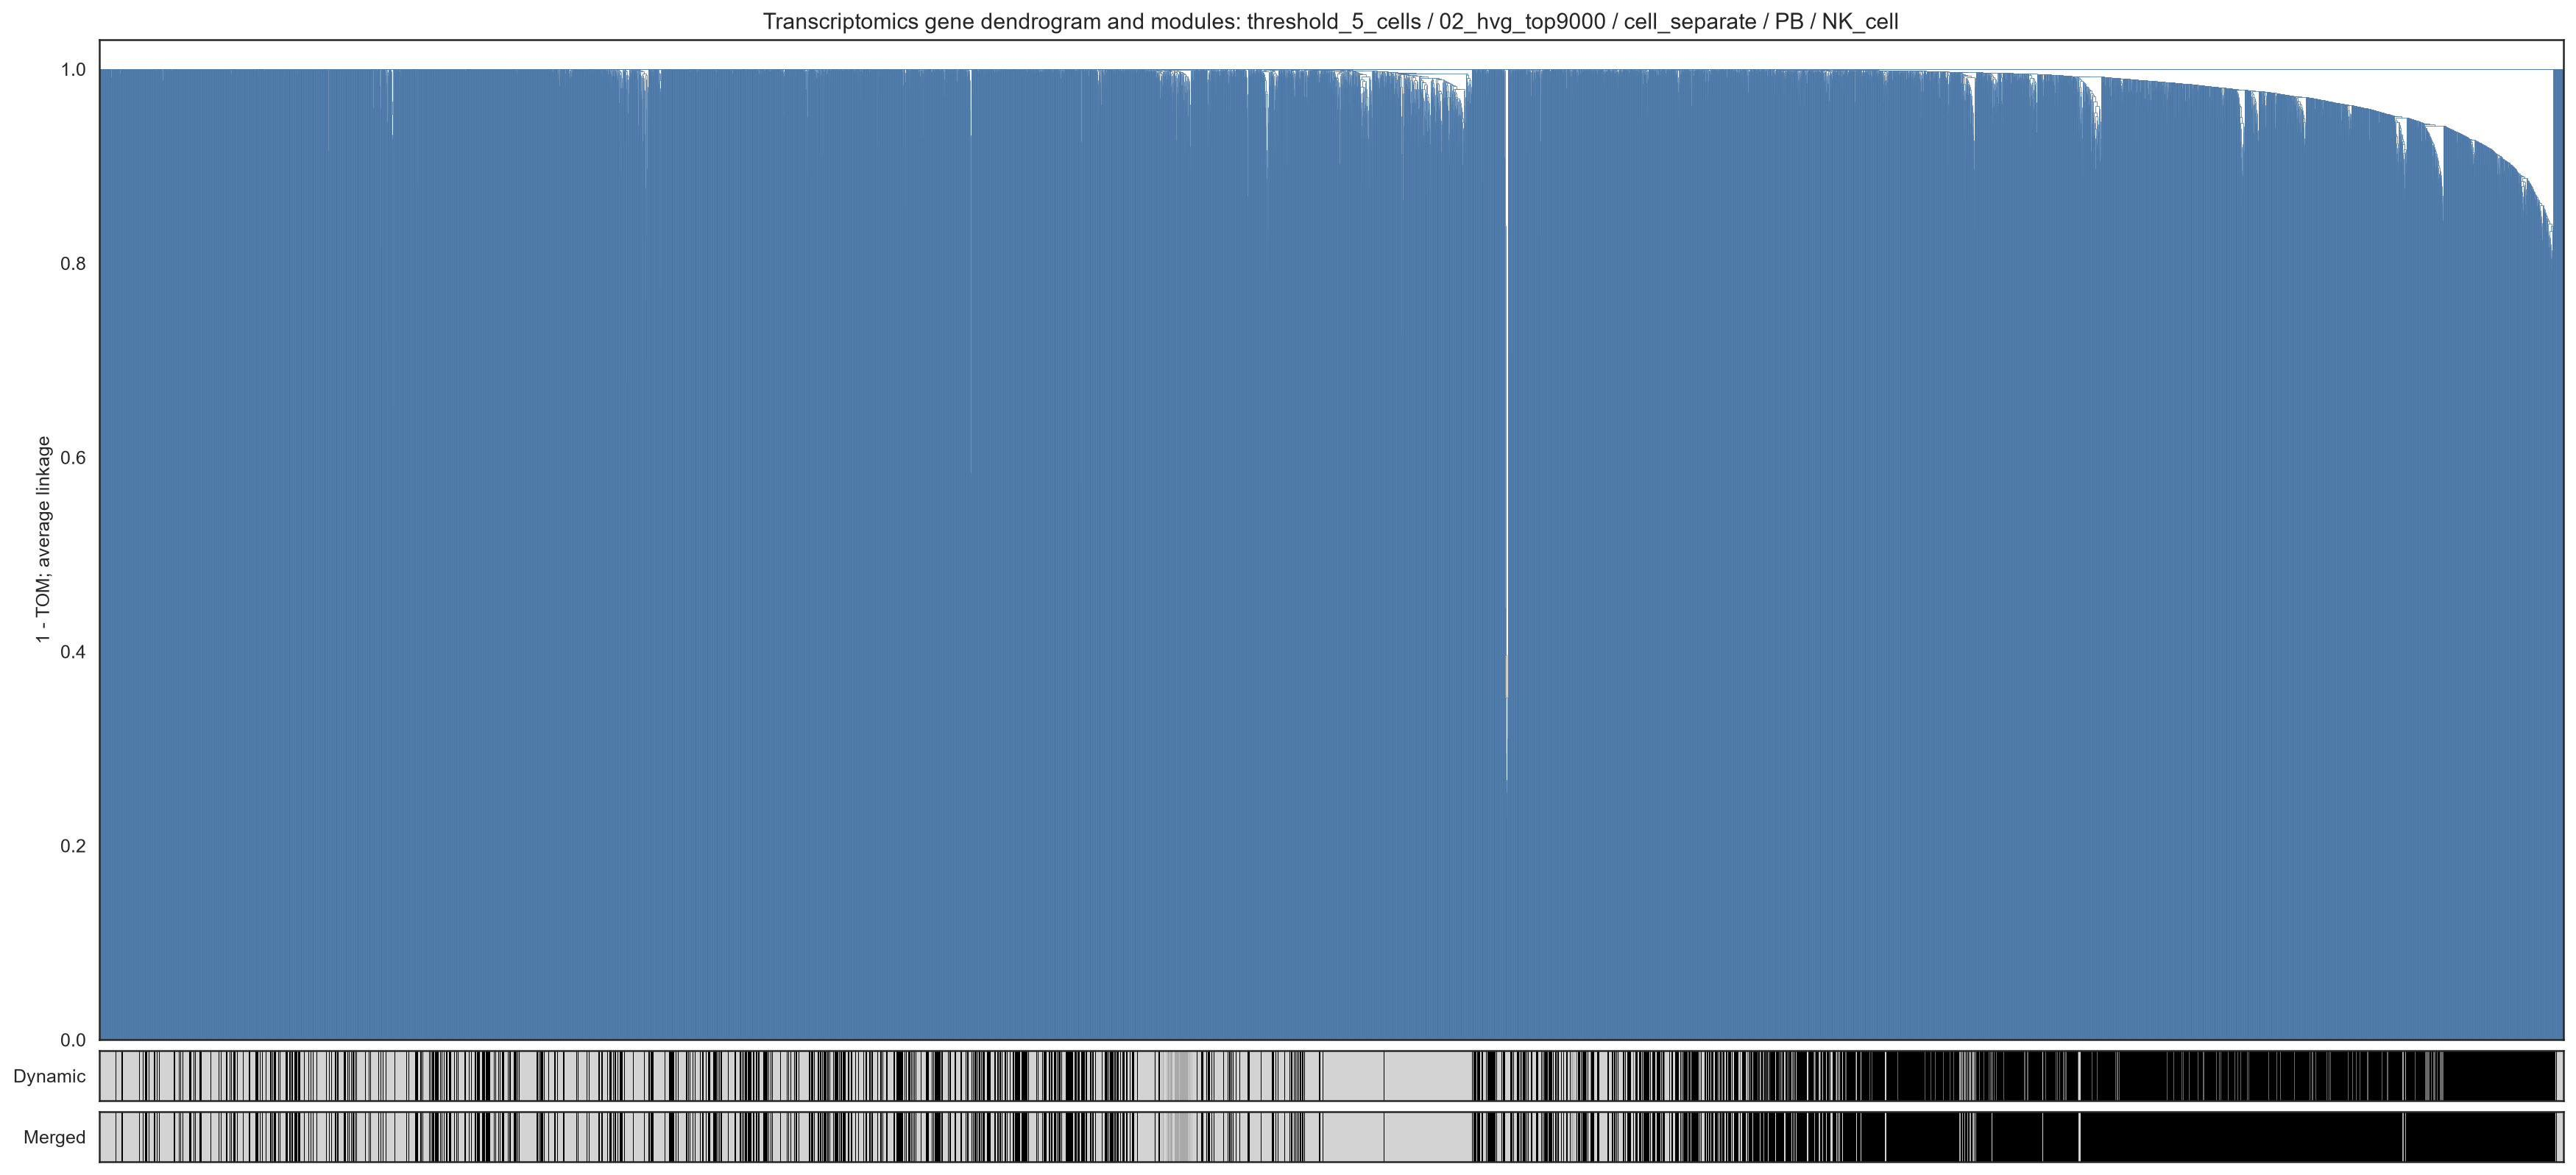 Transcriptomics gene dendrogram and modules: threshold_5_cells / 02_hvg_top9000 / cell_separate / PB / NK_cell
1.0
0.8
0.6
0.4
0.2
0.0
1 - TOM; average linkage
Dynamic
Merged